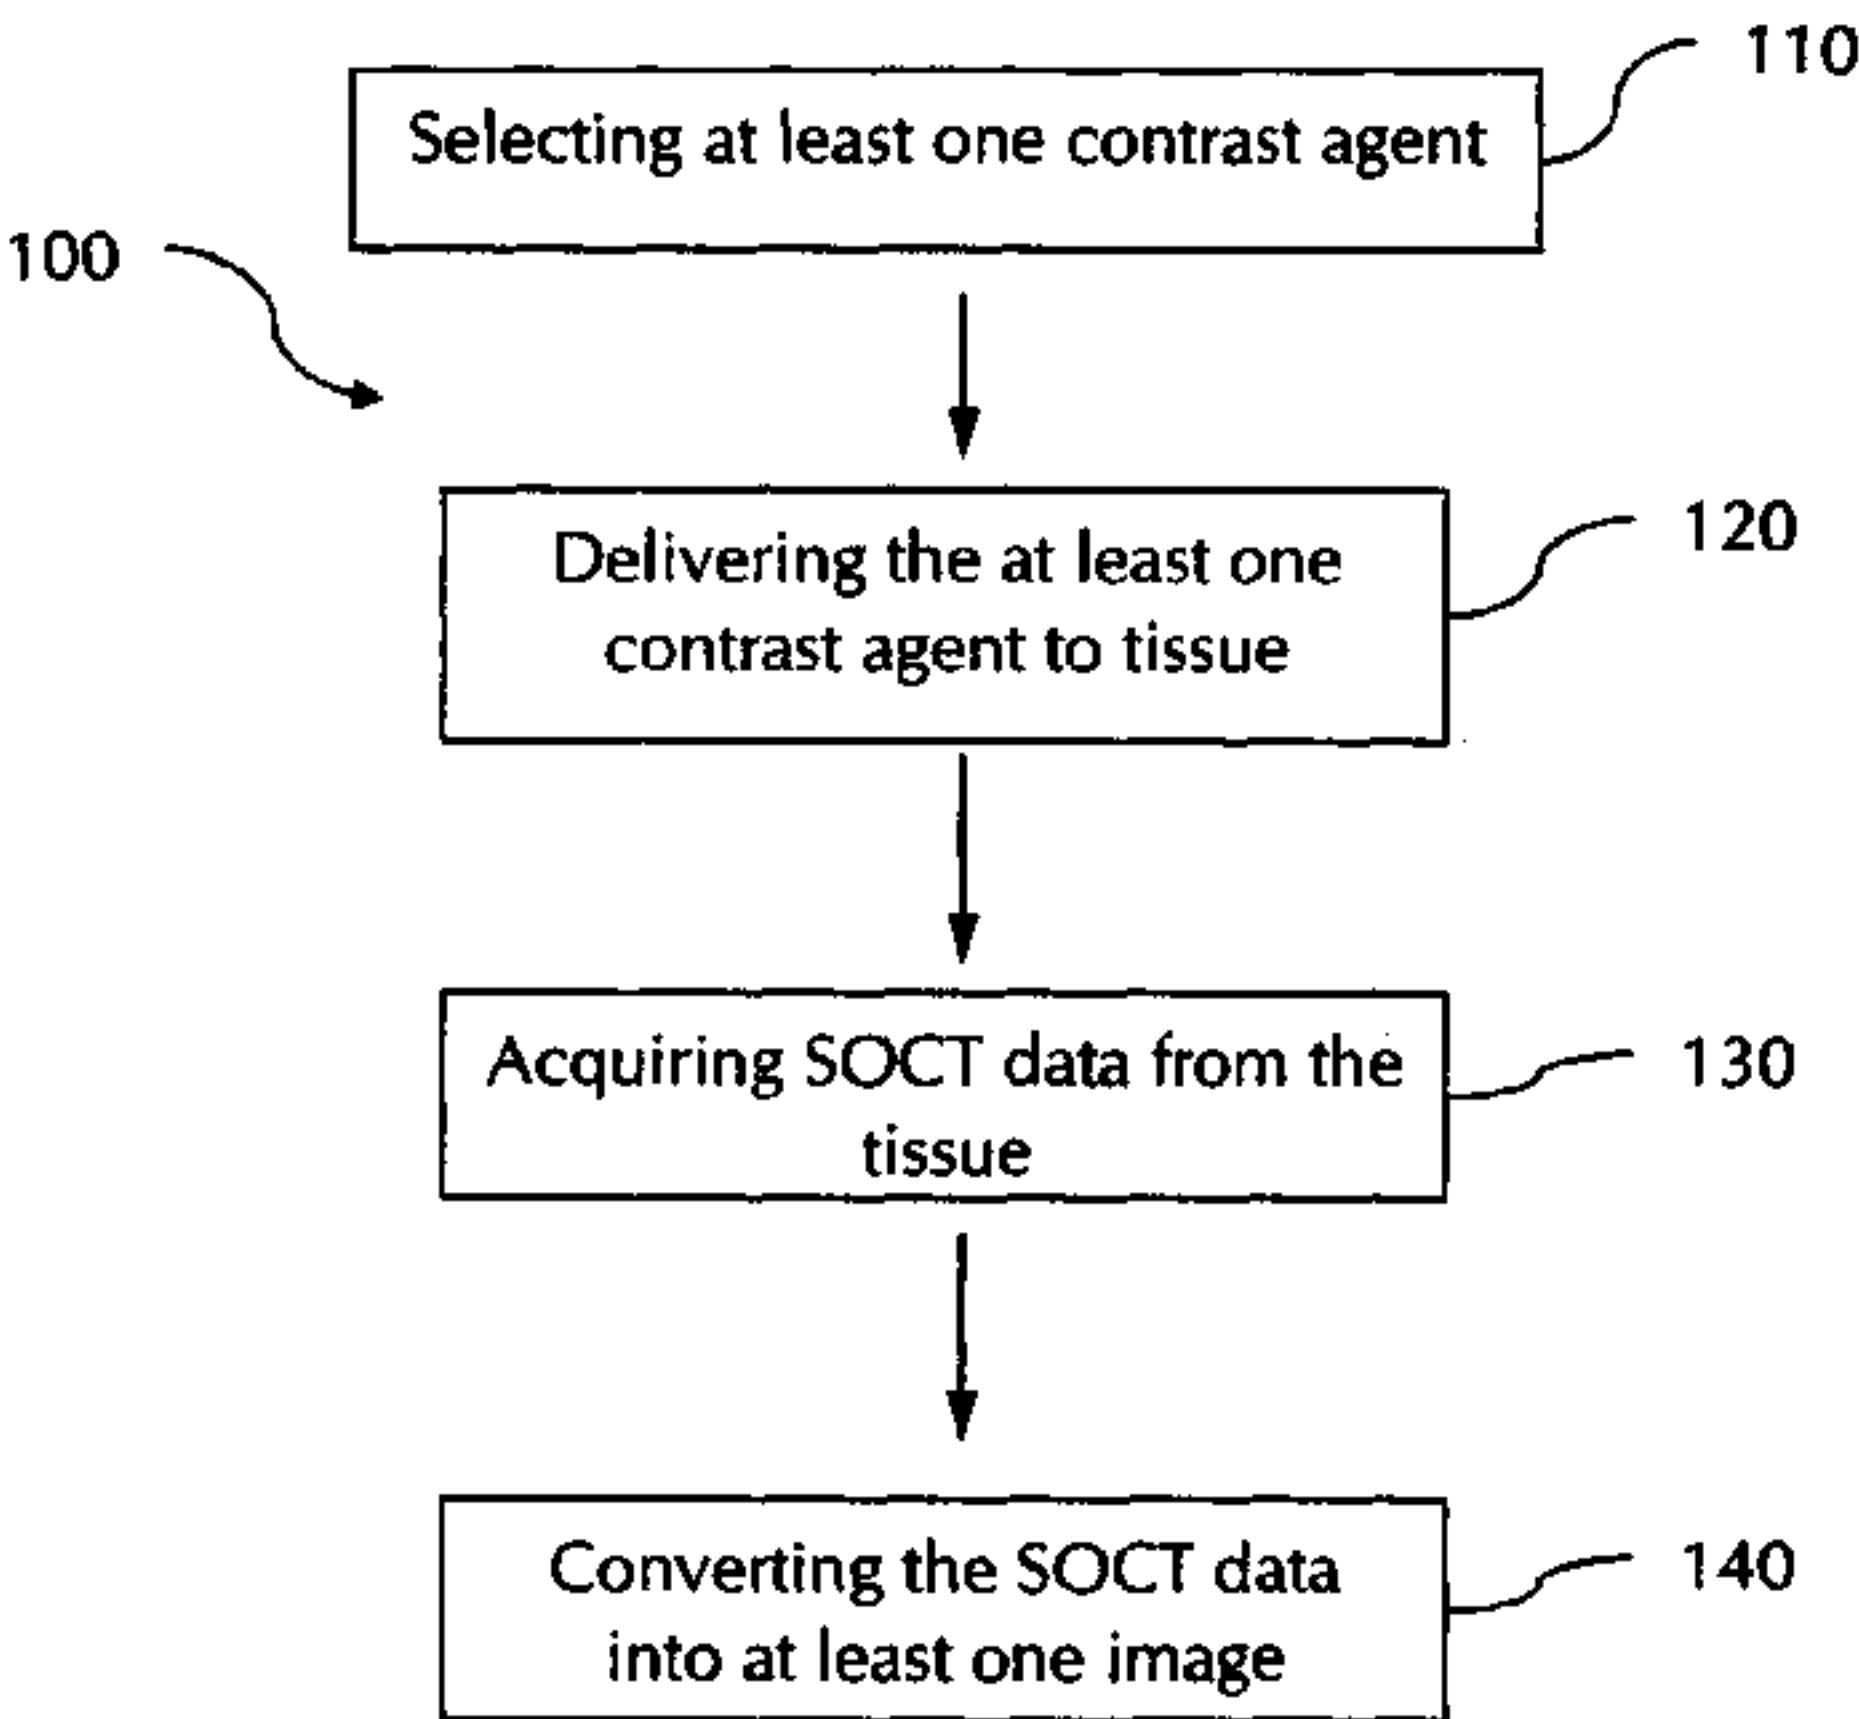 110
Selecting at least one contrast agent
100
Delivering the at least one
contrast agent to tissue
120
Acquiring SOCT data from the
tissue
130
Converting the SOCT data
into at least one image
140